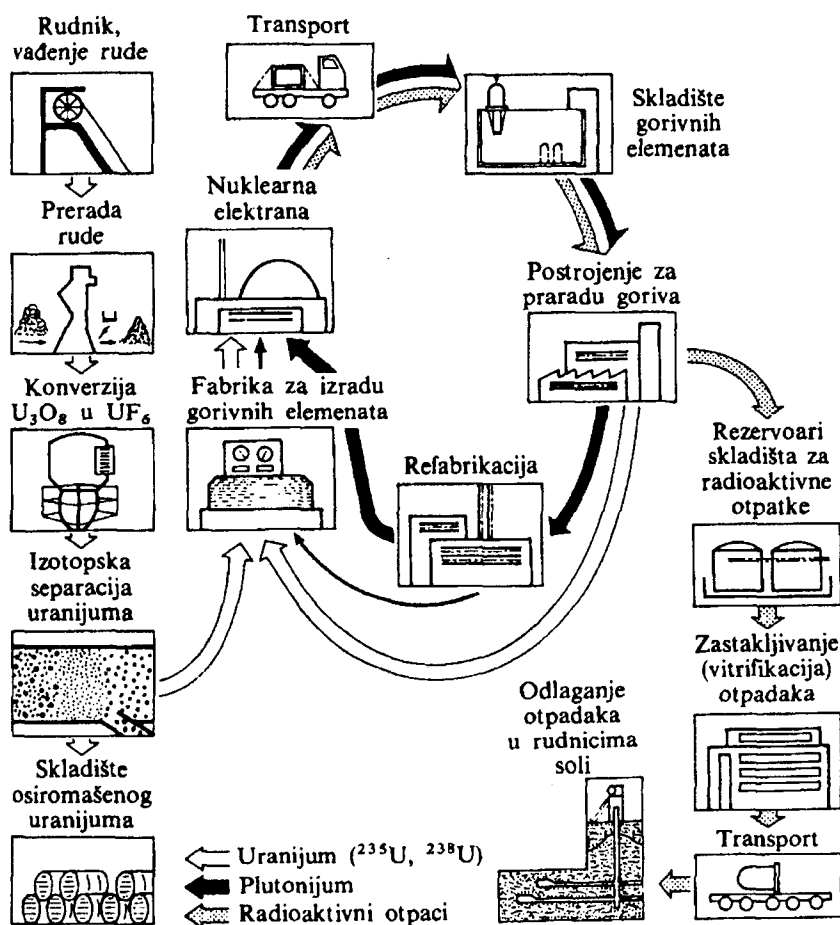 Rudnik,
vađenje rude
Prerada
rude
Konverzija
U₃O₈ u UF₆
Izotopska
separacija
uranijuma
Skladište
osiromašenog
uranijuma
Transport
Nuklearna
elektrana
Fabrika za izradu
gorivnih elemenata
Refabrikacija
Skladište
gorivnih
elemenata
Postrojenje za
praradu goriva
Rezervoari
skladišta za
radioaktivne
otpatke
Zastakljivanje
(vitrifikacija)
otpadaka
Transport
Odlaganje
otpadaka
u rudnicima
soli
Uranijum (²³⁵U, ²³⁸U)
Plutonijum
Radioaktivni otpaci